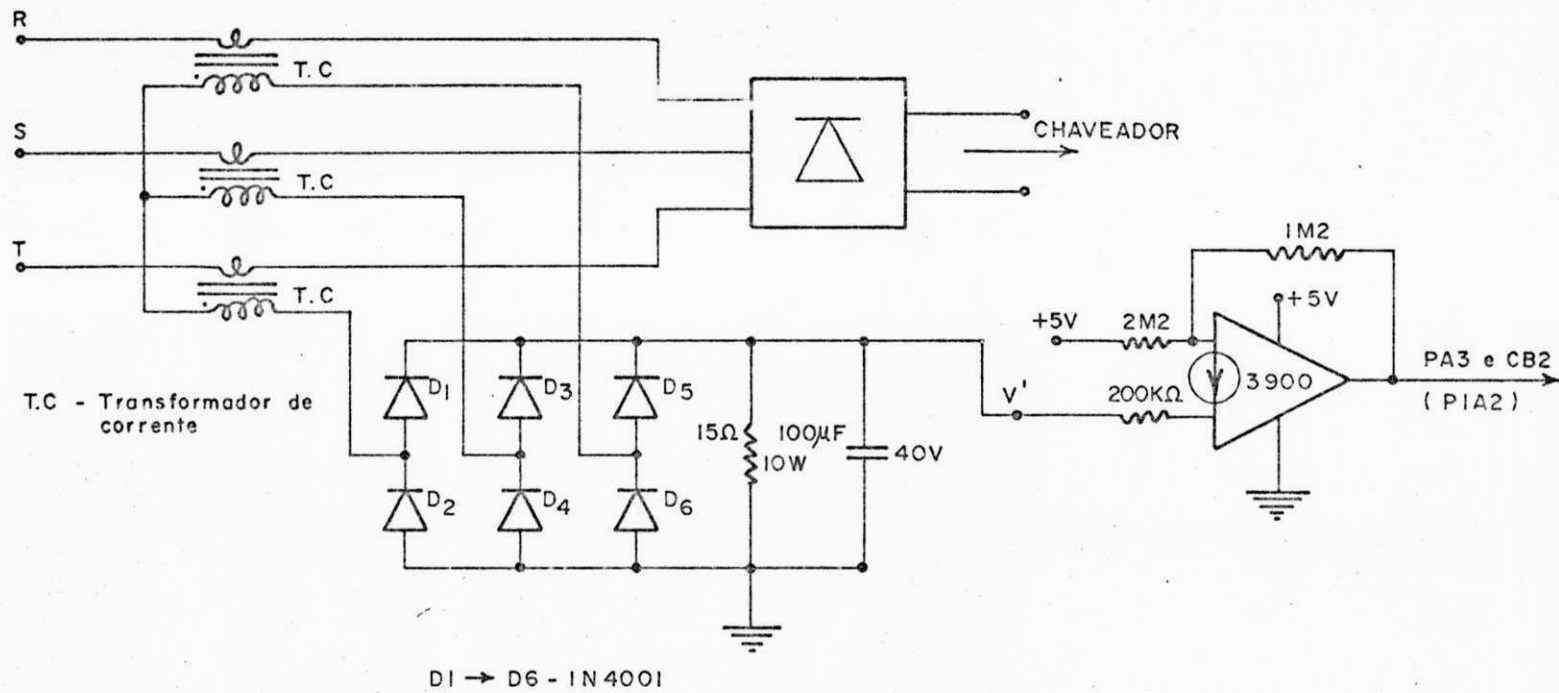 R
T.C
S
T.C
CHAVEADOR
T
T.C
1M2
+5V
+5V
2M2
D1
D3
D5
3900
PA3 e CB2
(PIA2)
T.C - Transformador de
corrente
V'
200KΩ
15Ω
10W
100µF
40V
D2
D4
D6
D1 → D6 - 1N4001